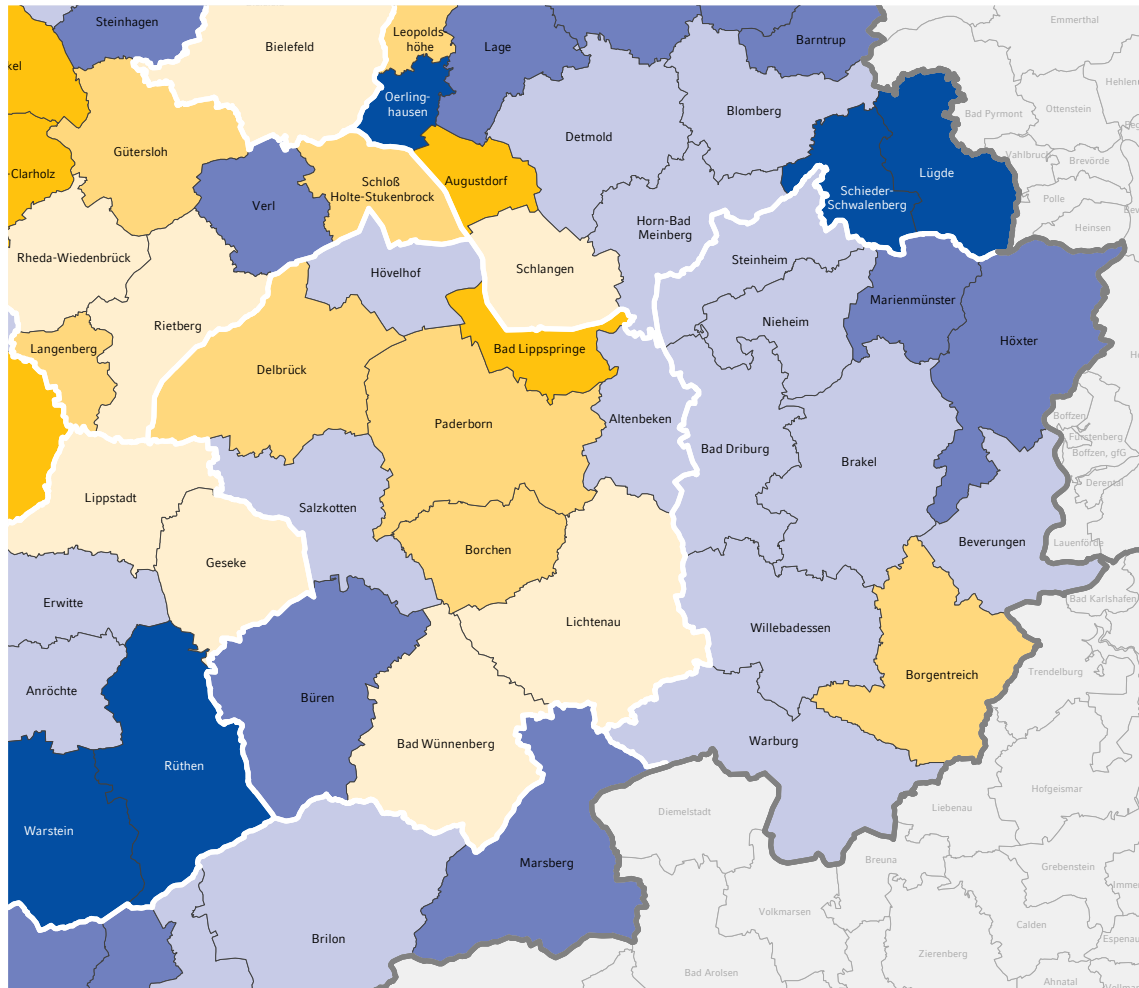 Steinhagen
Bielefeld
Leopolds
höhe
Lage
Barntrup
Emmerthal
kel
Oerling-
hausen
Blomberg
Detmold
Bad Pyrmont
Ottenstein
Hehlen
Gütersloh
Vahlbruch
Brevörde
-Clarholz
Verl
Schloß
Holte-Stukenbrock
Augustdorf
Schieder-
Schwalenberg
Lügde
Polle
Heinsen
Horn-Bad
Meinberg
Rheda-Wiedenbrück
Hövelhof
Schlangen
Steinheim
Marienmünster
Rietberg
Nieheim
Höxter
Langenberg
Bad Lippspringe
Delbrück
Paderborn
Altenbeken
Boffzen
Fürstenberg
Boffzen, gfG
Bad Driburg
Brakel
Derental
Lippstadt
Salzkotten
Borchen
Beverungen
Lauenförde
Geseke
Erwitte
Bad Karlshafen
Lichtenau
Willebadessen
Trendelburg
Anröchte
Büren
Borgentreich
Bad Wünnenberg
Warburg
Rüthen
Hofgeismar
Liebenau
Diemelstadt
Warstein
Marsberg
Breuna
Grebenstein
Imme
Volkmarsen
Calden
Espenau
Brilon
Zierenberg
Bad Arolsen
Ahnatal